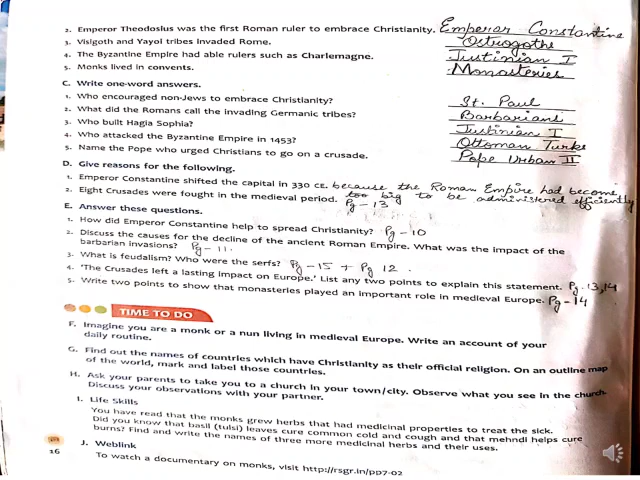 2. Emperor Theodosius was the first Roman ruler to embrace Christianity. Emperor Constantine
3. Visigoth and Yayol tribes invaded Rome. Ostrogoths
4. The Byzantine Empire had able rulers such as Charlemagne. Justinian I
5. Monks lived in convents. Monasteries
C. Write one-word answers.
1. Who encouraged non-Jews to embrace Christianity? St. Paul
2. What did the Romans call the invading Germanic tribes? Barbarians
3. Who built Hagia Sophia? Justinian I
4. Who attacked the Byzantine Empire in 1453? Ottoman Turks
5. Name the Pope who urged Christians to go on a crusade. Pope Urban II
D. Give reasons for the following.
1. Emperor Constantine shifted the capital in 330 CE. because the Roman Empire had become
too big to be administered efficiently
2. Eight Crusades were fought in the medieval period. Pg - 13
E. Answer these questions.
1. How did Emperor Constantine help to spread Christianity? Pg - 10
2. Discuss the causes for the decline of the ancient Roman Empire. What was the impact of the
barbarian invasions? Pg - 11.
3. What is feudalism? Who were the serfs? Pg - 15 + Pg 12.
4. 'The Crusades left a lasting impact on Europe.' List any two points to explain this statement. Pg. 13,14
5. Write two points to show that monasteries played an important role in medieval Europe. Pg - 14
TIME TO DO
F. Imagine you are a monk or a nun living in medieval Europe. Write an account of your
daily routine.
G. Find out the names of countries which have Christianity as their official religion. On an outline map
of the world, mark and label those countries.
H. Ask your parents to take you to a church in your town/city. Observe what you see in the church.
Discuss your observations with your partner.
I. Life Skills
You have read that the monks grew herbs that had medicinal properties to treat the sick.
Did you know that basil (tulsi) leaves cure common cold and cough and that mehndi helps cure
burns? Find and write the names of three more medicinal herbs and their uses.
J. Weblink
16
To watch a documentary on monks, visit http://rsgr.in/pp7-02